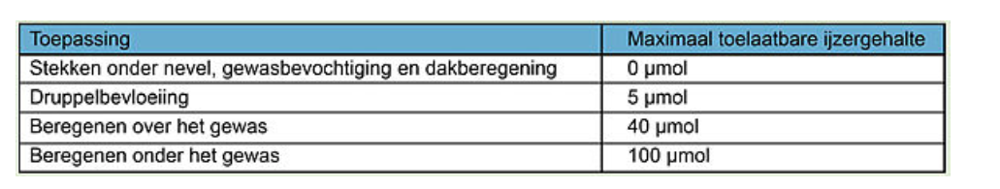 Toepassing Maximaal toelaatbare ijzergehalte
Stekken onder nevel, gewasbevochtiging en dakberegening 0 µmol
Druppelbevloeiing 5 µmol
Beregenen over het gewas 40 µmol
Beregenen onder het gewas 100 µmol